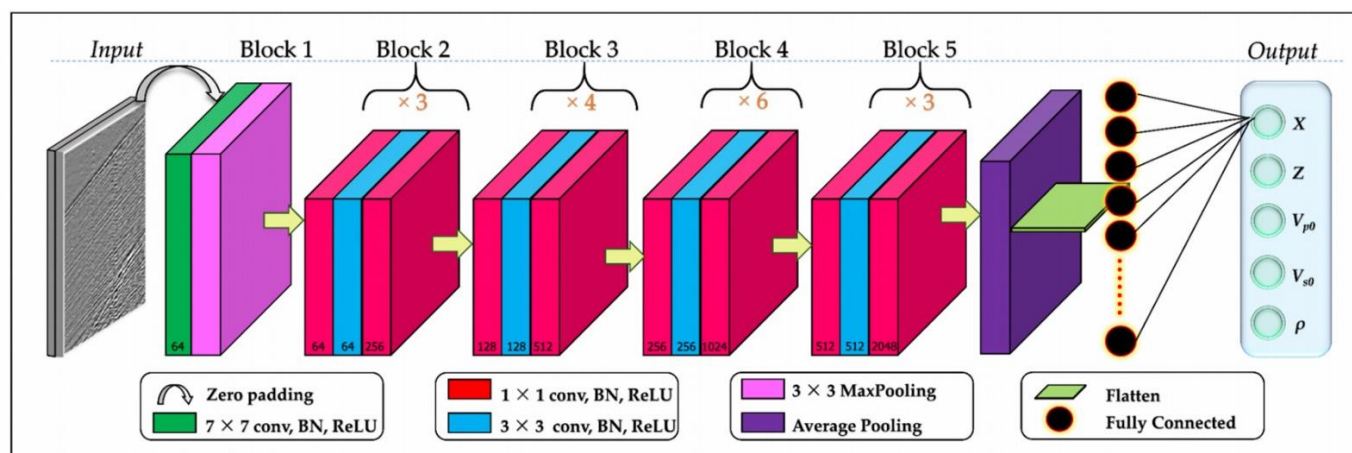 Input Block 1 Block 2 Block 3 Block 4 Block 5 Output
× 3 × 4 × 6 × 3
X
Z
Vp0
Vs0
ρ
64 64 64 256 128 128 512 256 256 1024 512 512 2048
Zero padding
7 × 7 conv, BN, ReLU
1 × 1 conv, BN, ReLU
3 × 3 conv, BN, ReLU
3 × 3 MaxPooling
Average Pooling
Flatten
Fully Connected